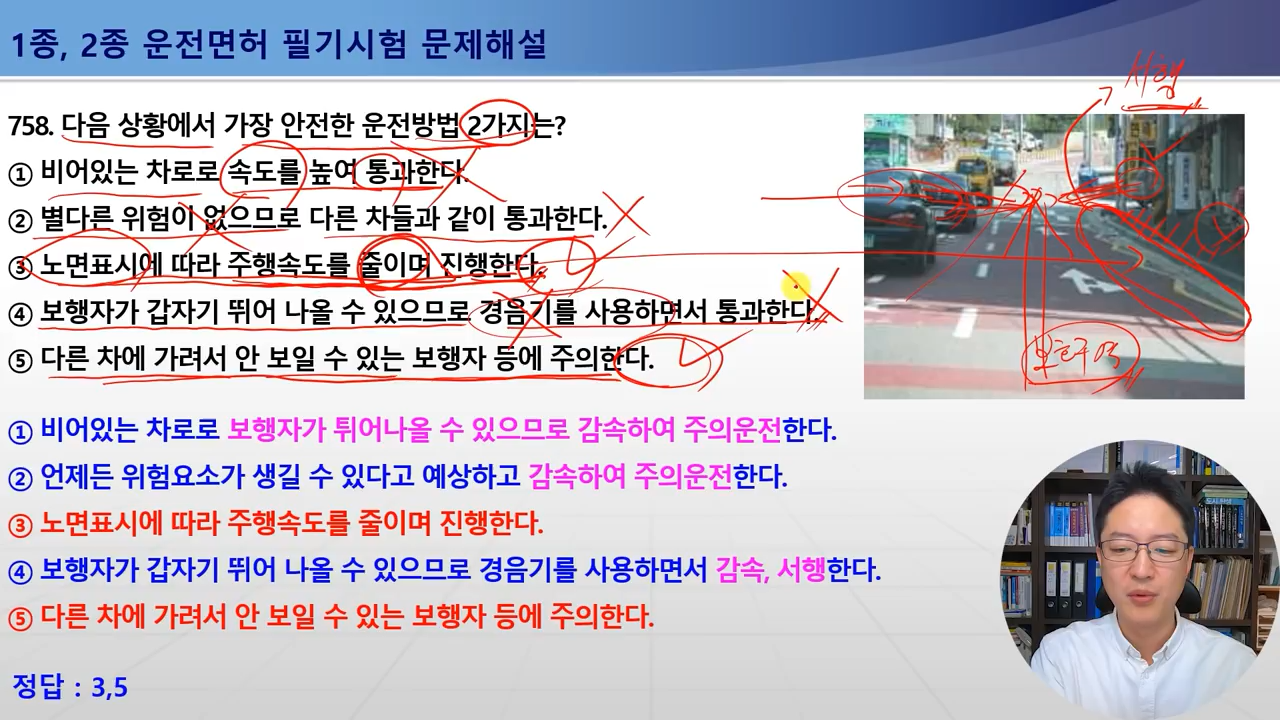 1종, 2종 운전면허 필기시험 문제해설
서행
758. 다음 상황에서 가장 안전한 운전방법 2가지는?
① 비어있는 차로로 속도를 높여 통과한다.
② 별다른 위험이 없으므로 다른 차들과 같이 통과한다.
③ 노면표시에 따라 주행속도를 줄이며 진행한다.
④ 보행자가 갑자기 뛰어 나올 수 있으므로 경음기를 사용하면서 통과한다.
⑤ 다른 차에 가려서 안 보일 수 있는 보행자 등에 주의한다.
보호구역
① 비어있는 차로로 보행자가 튀어나올 수 있으므로 감속하여 주의운전한다.
② 언제든 위험요소가 생길 수 있다고 예상하고 감속하여 주의운전한다.
③ 노면표시에 따라 주행속도를 줄이며 진행한다.
④ 보행자가 갑자기 뛰어 나올 수 있으므로 경음기를 사용하면서 감속, 서행한다.
⑤ 다른 차에 가려서 안 보일 수 있는 보행자 등에 주의한다.
정답 : 3,5